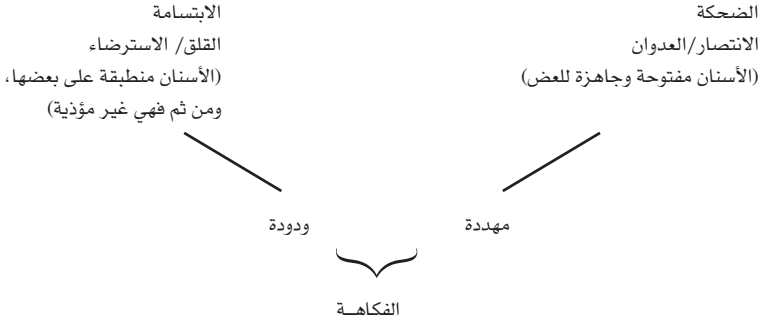 الضحكة
الانتصار/العدوان
(الأسنان مفتوحة وجاهزة للعض)
الابتسامة
القلق/ الاسترضاء
(الأسنان منطبقة على بعضها،
ومن ثم فهي غير مؤذية)
مهددة
ودودة
الفكاهــة